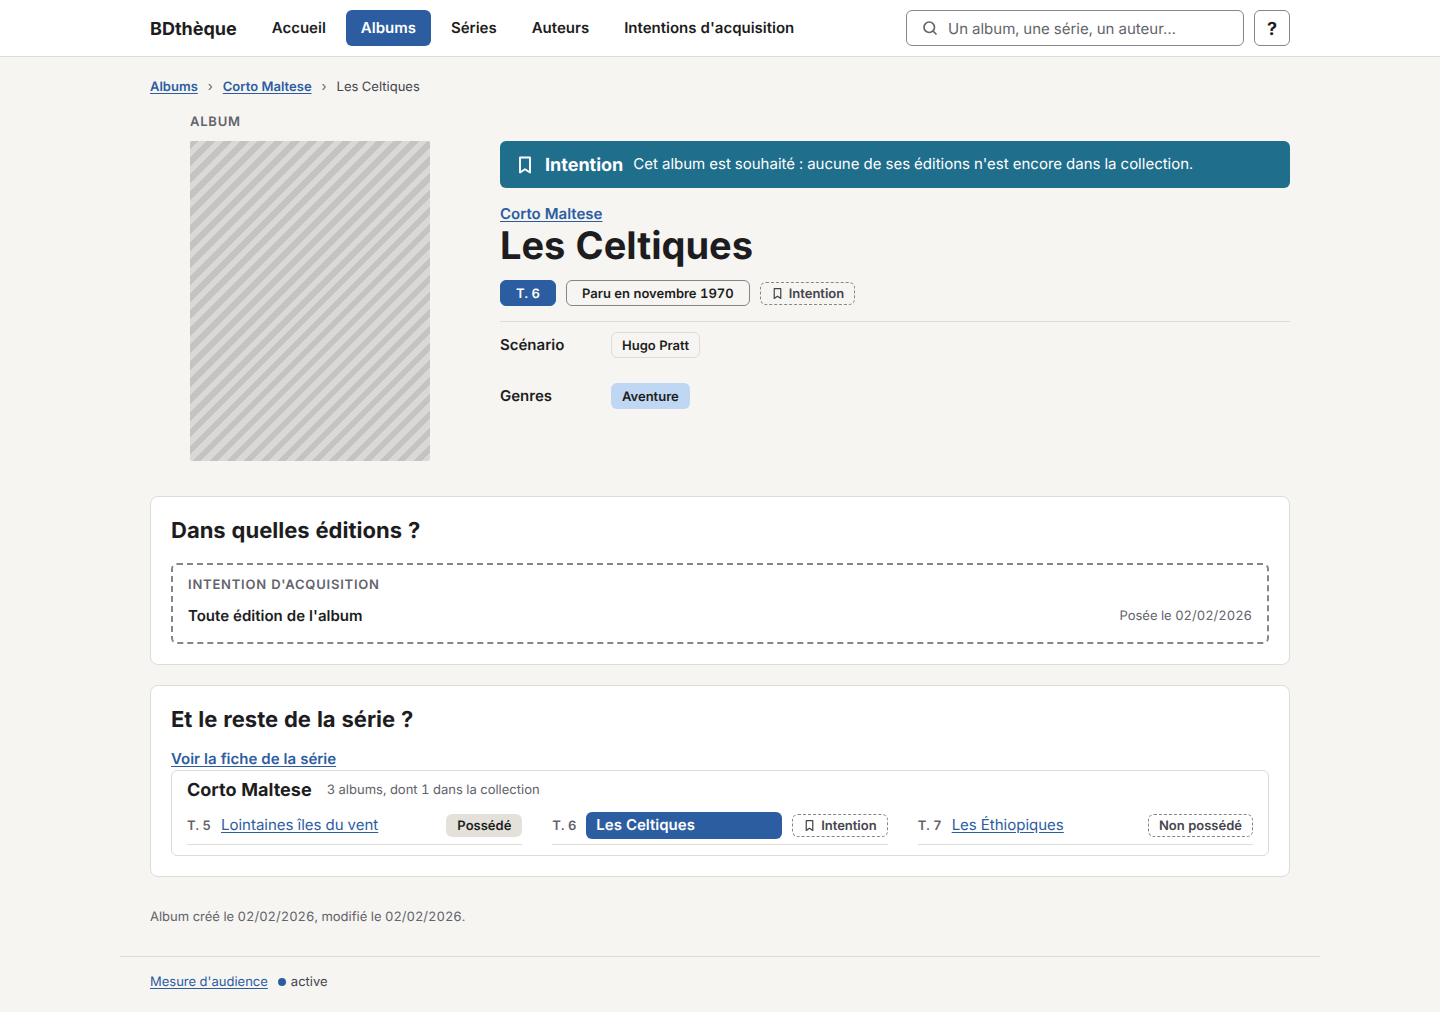 BDthèque Accueil Albums Séries Auteurs Intentions d'acquisition Un album, une série, un auteur... ?
Albums › Corto Maltese › Les Celtiques
ALBUM
Intention Cet album est souhaité : aucune de ses éditions n'est encore dans la collection.
Corto Maltese
Les Celtiques
T. 6 Paru en novembre 1970 Intention
Scénario Hugo Pratt
Genres Aventure
Dans quelles éditions ?
INTENTION D'ACQUISITION
Toute édition de l'album Posée le 02/02/2026
Et le reste de la série ?
Voir la fiche de la série
Corto Maltese 3 albums, dont 1 dans la collection
T. 5 Lointaines îles du vent Possédé T. 6 Les Celtiques Intention T. 7 Les Éthiopiques Non possédé
Album créé le 02/02/2026, modifié le 02/02/2026.
Mesure d'audience active